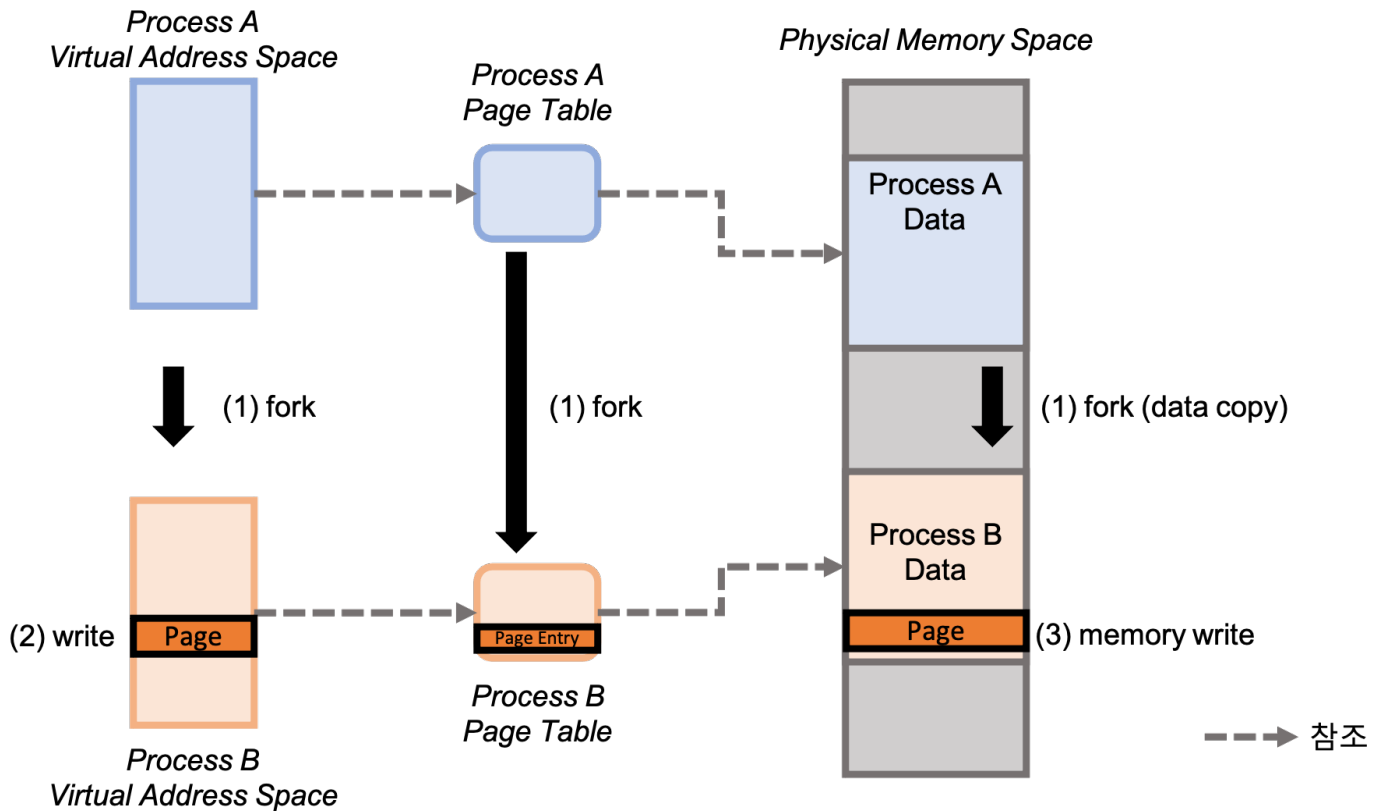 Process A
Virtual Address Space
Process A
Page Table
Physical Memory Space
Process A
Data
(1) fork
(1) fork
(1) fork (data copy)
Process B
Data
(2) write
Page
Page Entry
Page
(3) memory write
Process B
Page Table
Process B
Virtual Address Space
참조